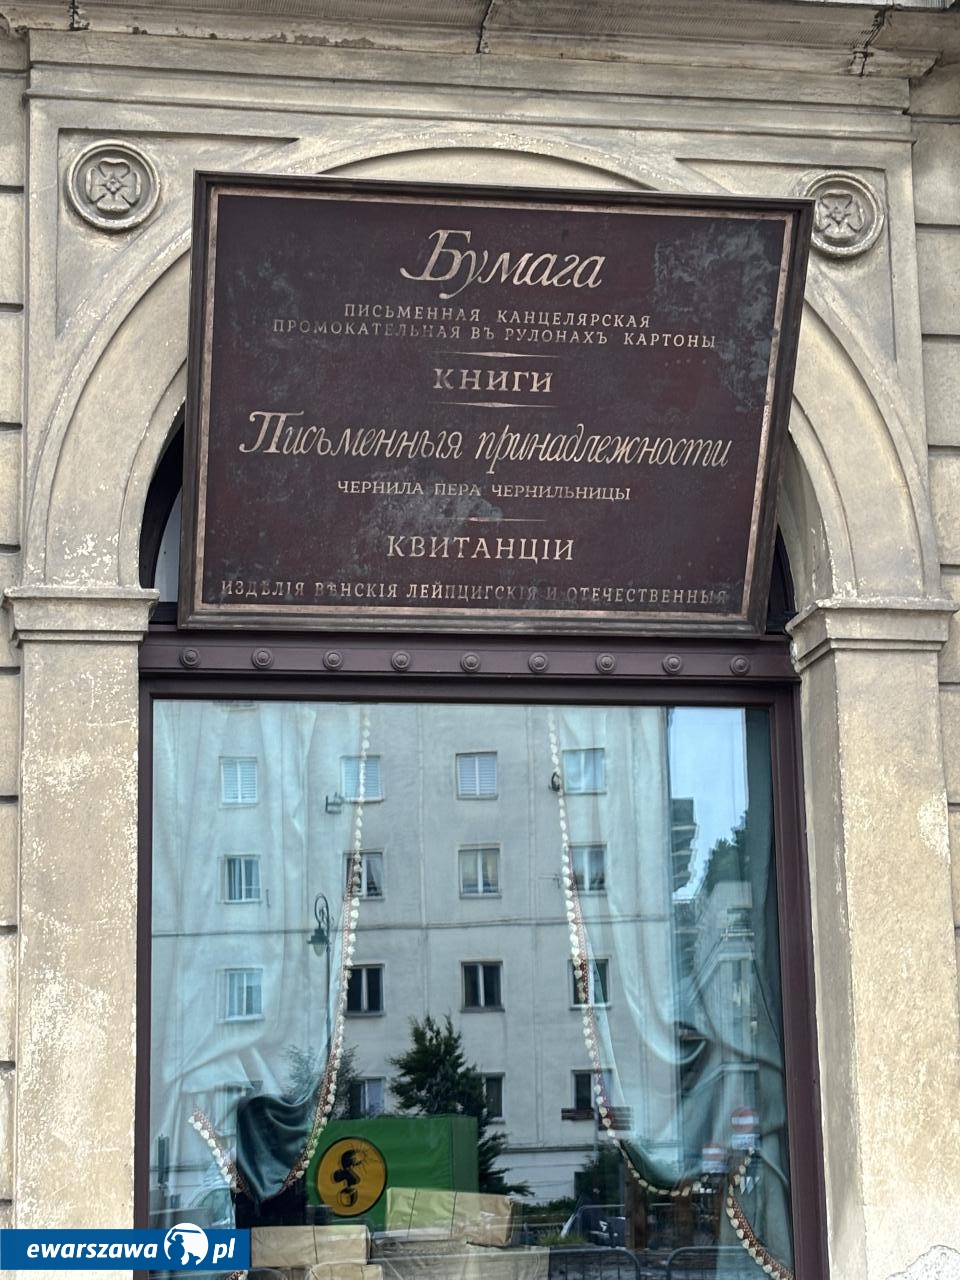 Бумага
ПИСЬМЕННАЯ КАНЦЕЛЯРСКАЯ
ПРОМОКАТЕЛЬНАЯ ВЪ РУЛОНАХЪ КАРТОНЫ
КНИГИ
Письменныя принадлежности
ЧЕРНИЛА ПЕРА ЧЕРНИЛЬНИЦЫ
КВИТАНЦІИ
ИЗДѢЛІЯ ВѢНСКІЯ ЛЕЙПЦИГСКІЯ И ОТЕЧЕСТВЕННЫЯ
ewarszawa.pl